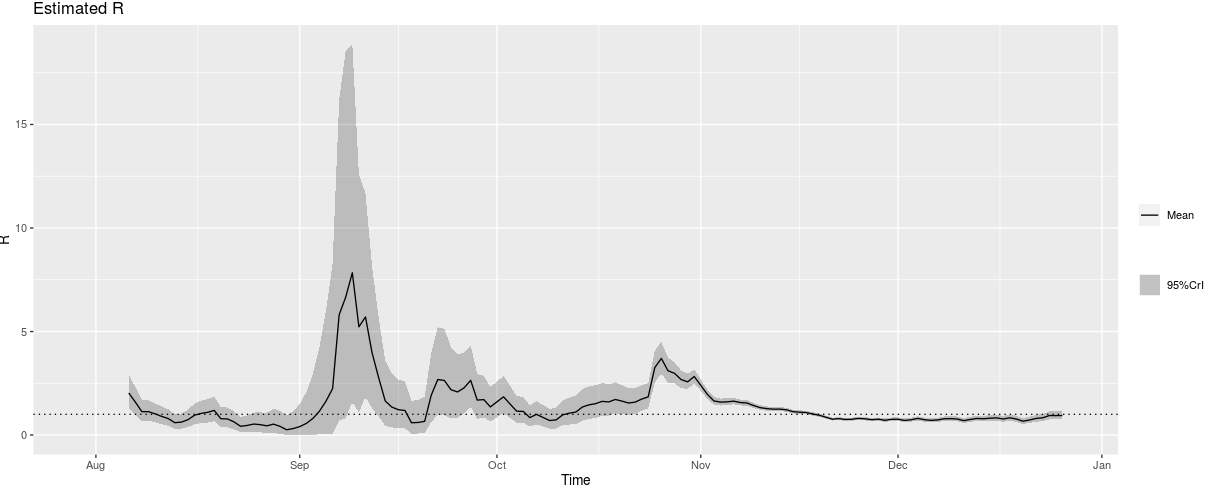 Estimated R
15
10
5
0
R
Aug
Sep
Oct
Nov
Dec
Jan
Time
Mean
95%CrI